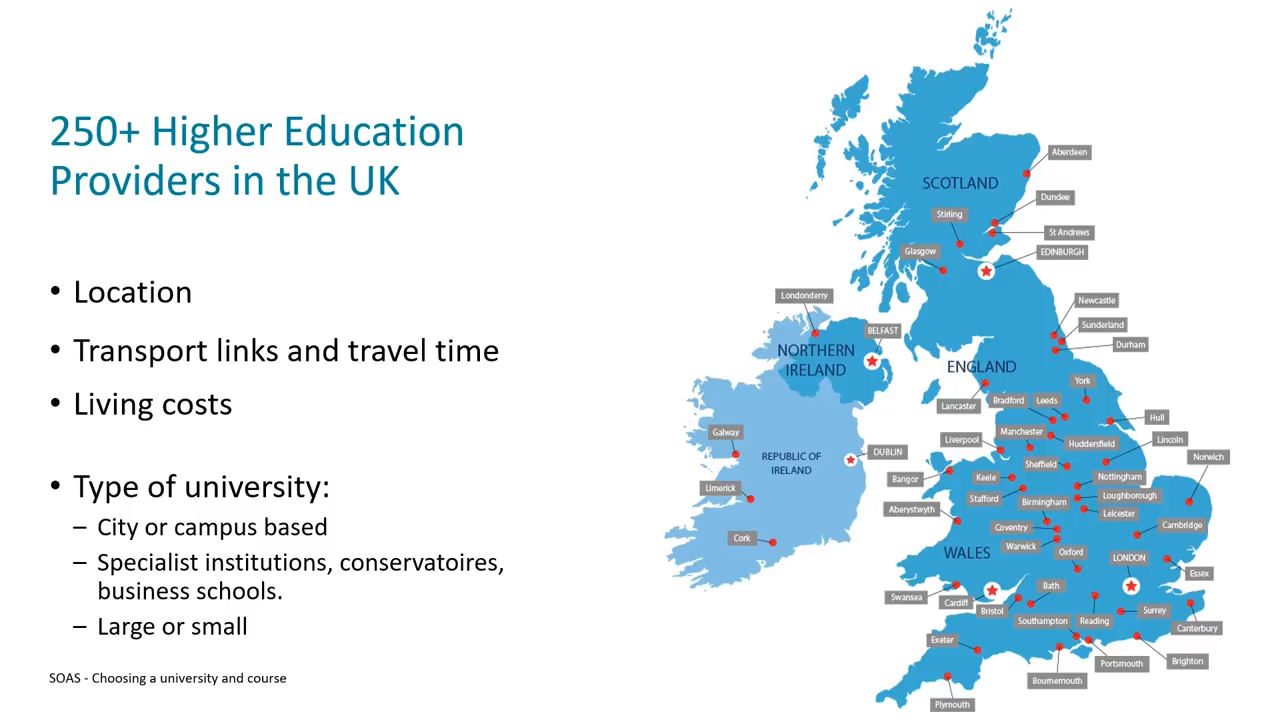 250+ Higher Education
Providers in the UK
• Location
• Transport links and travel time
• Living costs
• Type of university:
– City or campus based
– Specialist institutions, conservatoires,
business schools.
– Large or small
SOAS - Choosing a university and course
Aberdeen
SCOTLAND
Dundee
Stirling
St Andrews
Glasgow
EDINBURGH
Londonderry
Newcastle
BELFAST
Sunderland
Durham
NORTHERN
IRELAND
ENGLAND
York
Lancaster
Bradford
Leeds
Hull
Galway
Manchester
Liverpool
Huddersfield
Lincoln
DUBLIN
REPUBLIC OF
IRELAND
Norwich
Sheffield
Bangor
Keele
Nottingham
Limerick
Stafford
Loughborough
Birmingham
Aberystwyth
Leicester
Coventry
Cambridge
Cork
Warwick
WALES
Oxford
LONDON
Essex
Swansea
Cardiff
Bath
Bristol
Surrey
Southampton
Reading
Canterbury
Exeter
Portsmouth
Brighton
Bournemouth
Plymouth